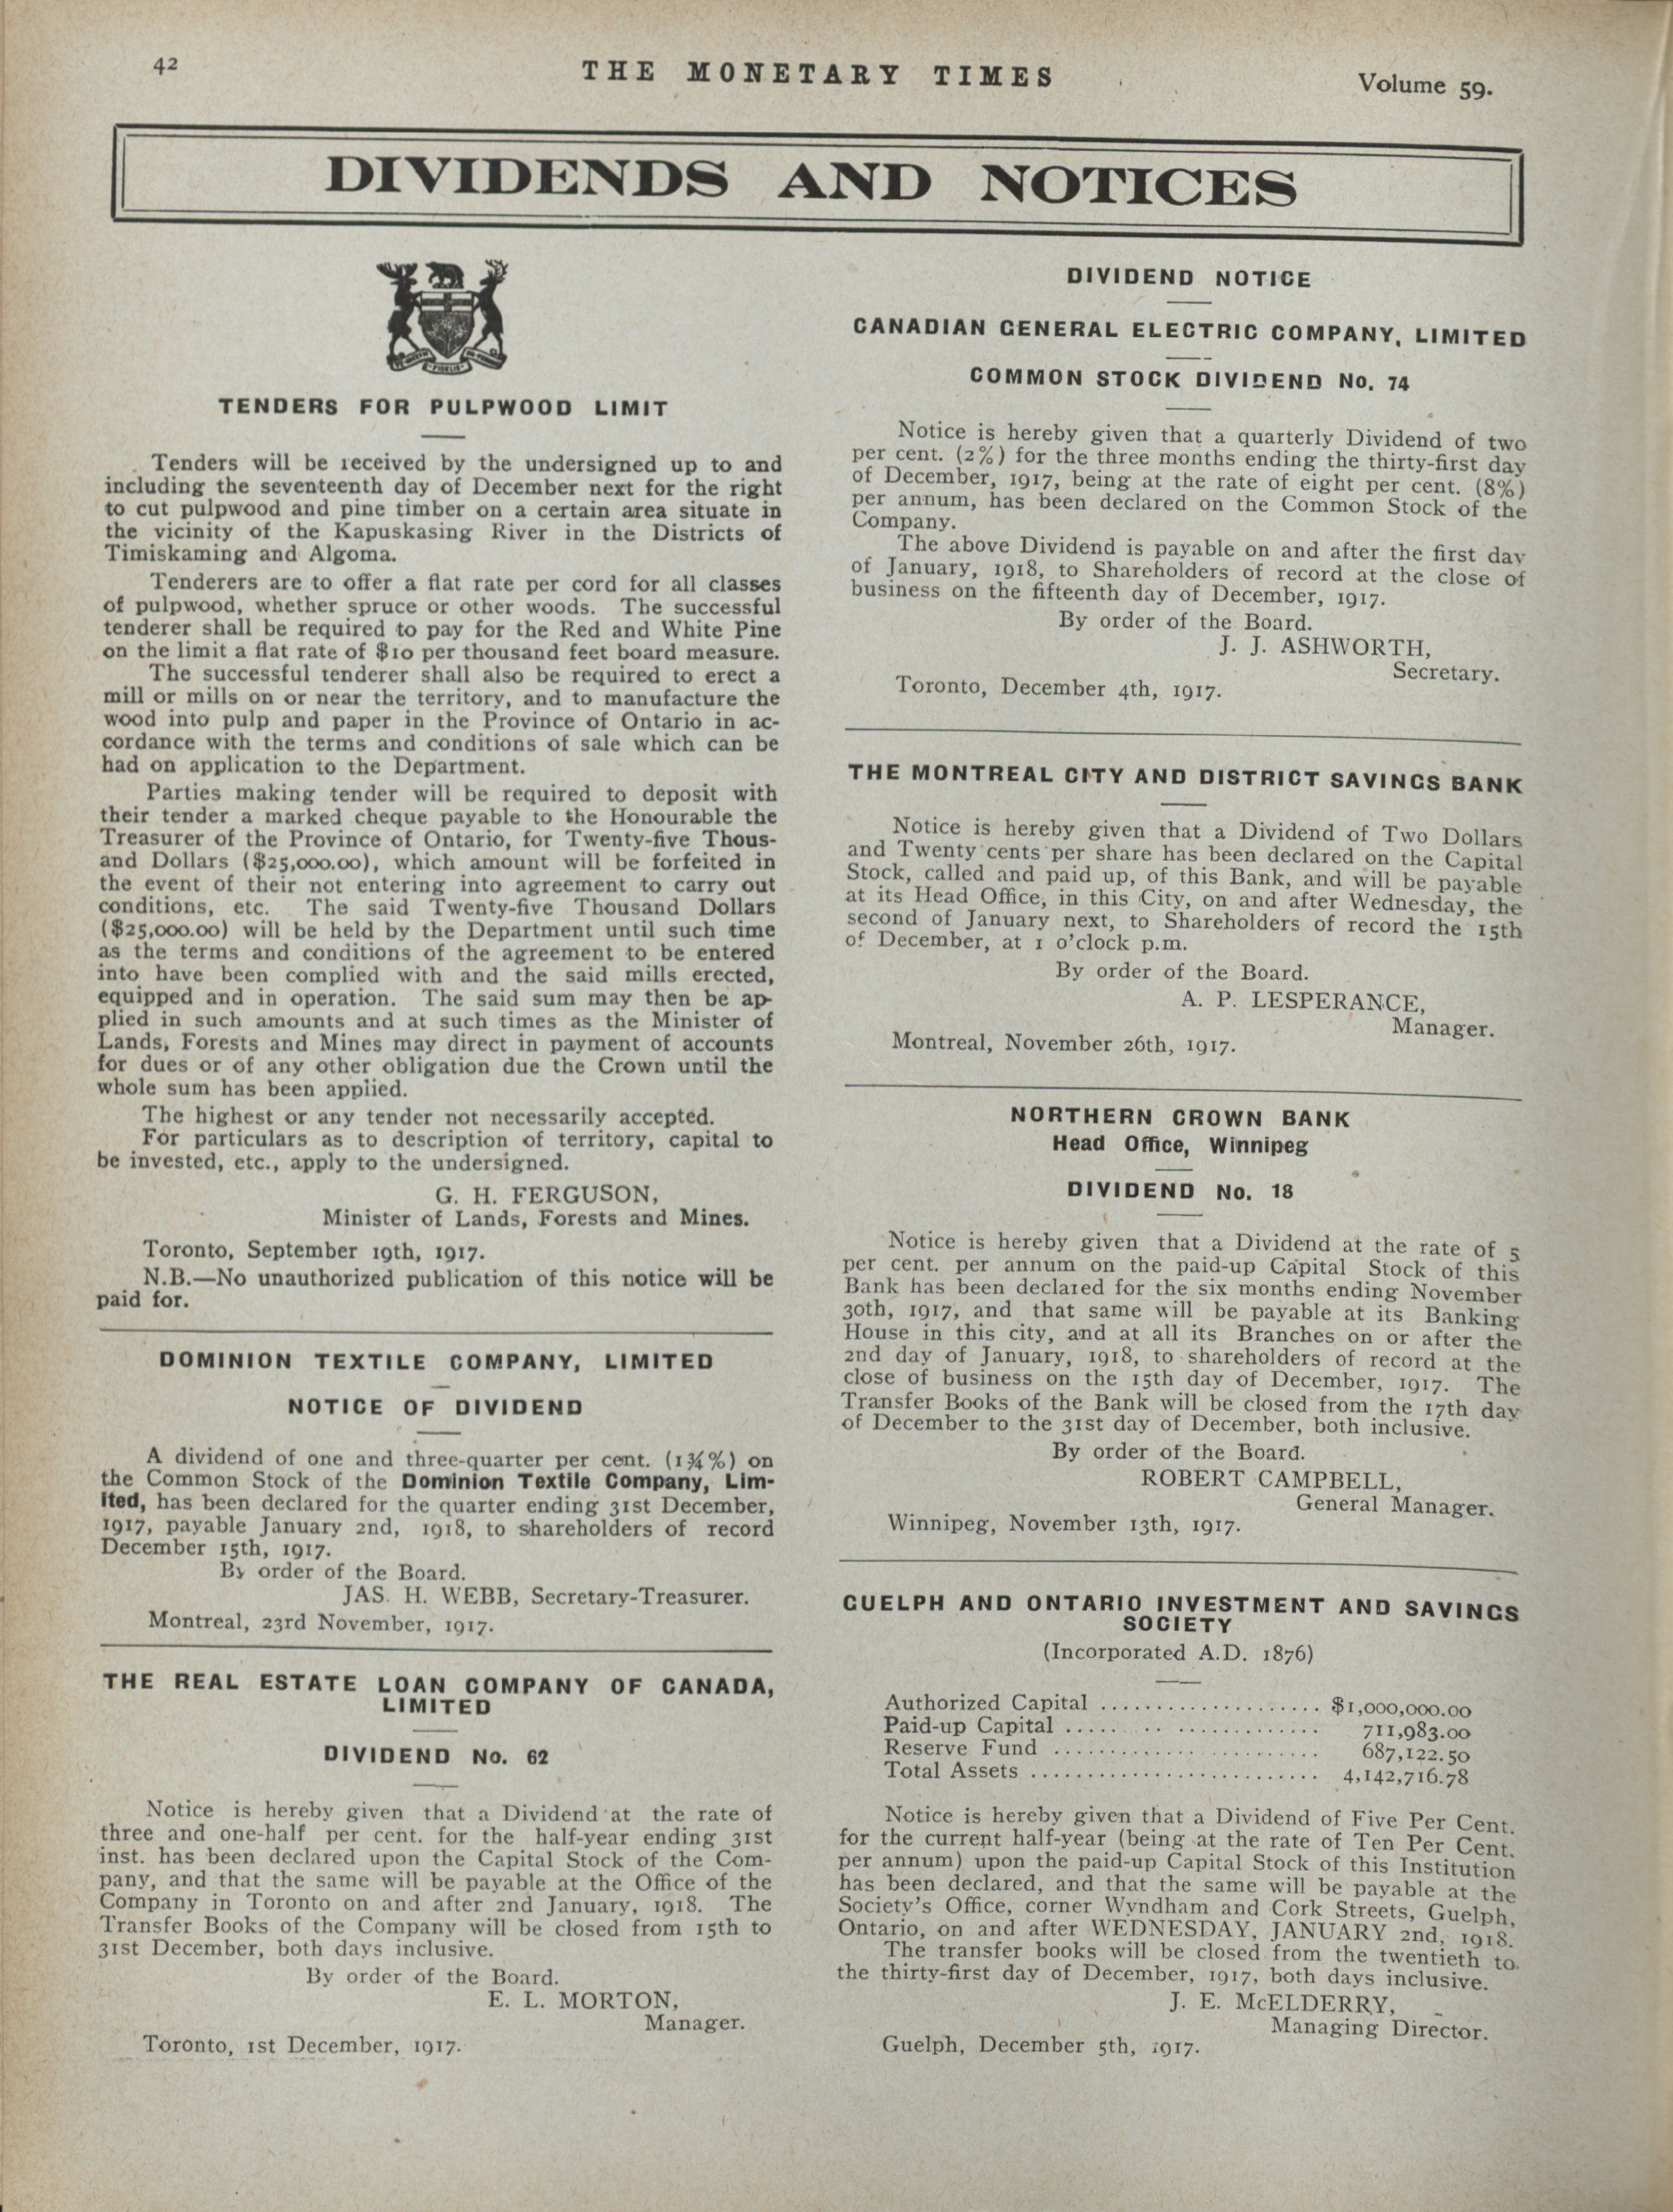 42
THE MONETARY TIMES
Volume 59.
DIVIDENDS AND NOTICES
TENDERS FOR PULPWOOD LIMIT
Tenders will be received by the undersigned up to and
including the seventeenth day of December next for the right
to cut pulpwood and pine timber on a certain area situate in
the vicinity of the Kapuskasing River in the Districts of
Timiskaming and Algoma.
Tenderers are to offer a flat rate per cord for all classes
of pulpwood, whether spruce or other woods. The successful
tenderer shall be required to pay for the Red and White Pine
on the limit a flat rate of $10 per thousand feet board measure.
The successful tenderer shall also be required to erect a
mill or mills on or near the territory, and to manufacture the
wood into pulp and paper in the Province of Ontario in ac-
cordance with the terms and conditions of sale which can be
had on application to the Department.
Parties making tender will be required to deposit with
their tender a marked cheque payable to the Honourable the
Treasurer of the Province of Ontario, for Twenty-five Thous-
and Dollars ($25,000.00), which amount will be forfeited in
the event of their not entering into agreement to carry out
conditions, etc. The said Twenty-five Thousand Dollars
($25,000.00) will be held by the Department until such time
as the terms and conditions of the agreement to be entered
into have been complied with and the said mills erected,
equipped and in operation. The said sum may then be ap-
plied in such amounts and at such times as the Minister of
Lands, Forests and Mines may direct in payment of accounts
for dues or of any other obligation due the Crown until the
whole sum has been applied.
The highest or any tender not necessarily accepted.
For particulars as to description of territory, capital to
be invested, etc., apply to the undersigned.
G. H. FERGUSON,
Minister of Lands, Forests and Mines.
Toronto, September 19th, 1917.
N.B.—No unauthorized publication of this notice will be
paid for.
DOMINION TEXTILE COMPANY, LIMITED
NOTICE OF DIVIDEND
A dividend of one and three-quarter per cent. (1¾%) on
the Common Stock of the Dominion Textile Company, Lim-
ited, has been declared for the quarter ending 31st December,
1917, payable January 2nd, 1918, to shareholders of record
December 15th, 1917.
By order of the Board.
JAS. H. WEBB, Secretary-Treasurer.
Montreal, 23rd November, 1917.
THE REAL ESTATE LOAN COMPANY OF CANADA,
LIMITED
DIVIDEND No. 62
Notice is hereby given that a Dividend at the rate of
three and one-half per cent. for the half-year ending 31st
inst. has been declared upon the Capital Stock of the Com-
pany, and that the same will be payable at the Office of the
Company in Toronto on and after 2nd January, 1918. The
Transfer Books of the Company will be closed from 15th to
31st December, both days inclusive.
By order of the Board.
E. L. MORTON,
Manager.
Toronto, 1st December, 1917.
DIVIDEND NOTICE
CANADIAN GENERAL ELECTRIC COMPANY, LIMITED
COMMON STOCK DIVIDEND No. 74
Notice is hereby given that a quarterly Dividend of two
per cent. (2%) for the three months ending the thirty-first day
of December, 1917, being at the rate of eight per cent. (8%)
per annum, has been declared on the Common Stock of the
Company.
The above Dividend is payable on and after the first day
of January, 1918, to Shareholders of record at the close of
business on the fifteenth day of December, 1917.
By order of the Board.
J. J. ASHWORTH,
Secretary.
Toronto, December 4th, 1917.
THE MONTREAL CITY AND DISTRICT SAVINGS BANK
Notice is hereby given that a Dividend of Two Dollars
and Twenty cents per share has been declared on the Capital
Stock, called and paid up, of this Bank, and will be payable
at its Head Office, in this City, on and after Wednesday, the
second of January next, to Shareholders of record the 15th
of December, at 1 o'clock p.m.
By order of the Board.
A. P. LESPERANCE,
Manager.
Montreal, November 26th, 1917.
NORTHERN CROWN BANK
Head Office, Winnipeg
DIVIDEND No. 18
Notice is hereby given that a Dividend at the rate of 5
per cent. per annum on the paid-up Capital Stock of this
Bank has been declared for the six months ending November
30th, 1917, and that same will be payable at its Banking
House in this city, and at all its Branches on or after the
2nd day of January, 1918, to shareholders of record at the
close of business on the 15th day of December, 1917. The
Transfer Books of the Bank will be closed from the 17th day
of December to the 31st day of December, both inclusive.
By order of the Board.
ROBERT CAMPBELL,
General Manager.
Winnipeg, November 13th, 1917.
GUELPH AND ONTARIO INVESTMENT AND SAVINGS
SOCIETY
(Incorporated A.D. 1876)
Authorized Capital .................... $1,000,000.00
Paid-up Capital ..... .. ............. 711,983.00
Reserve Fund ........................ 687,122.50
Total Assets .......................... 4,142,716.78
Notice is hereby given that a Dividend of Five Per Cent.
for the current half-year (being at the rate of Ten Per Cent.
per annum) upon the paid-up Capital Stock of this Institution
has been declared, and that the same will be payable at the
Society's Office, corner Wyndham and Cork Streets, Guelph,
Ontario, on and after WEDNESDAY, JANUARY 2nd, 1918.
The transfer books will be closed from the twentieth to
the thirty-first day of December, 1917, both days inclusive.
J. E. McELDERRY,
Managing Director.
Guelph, December 5th, 1917.